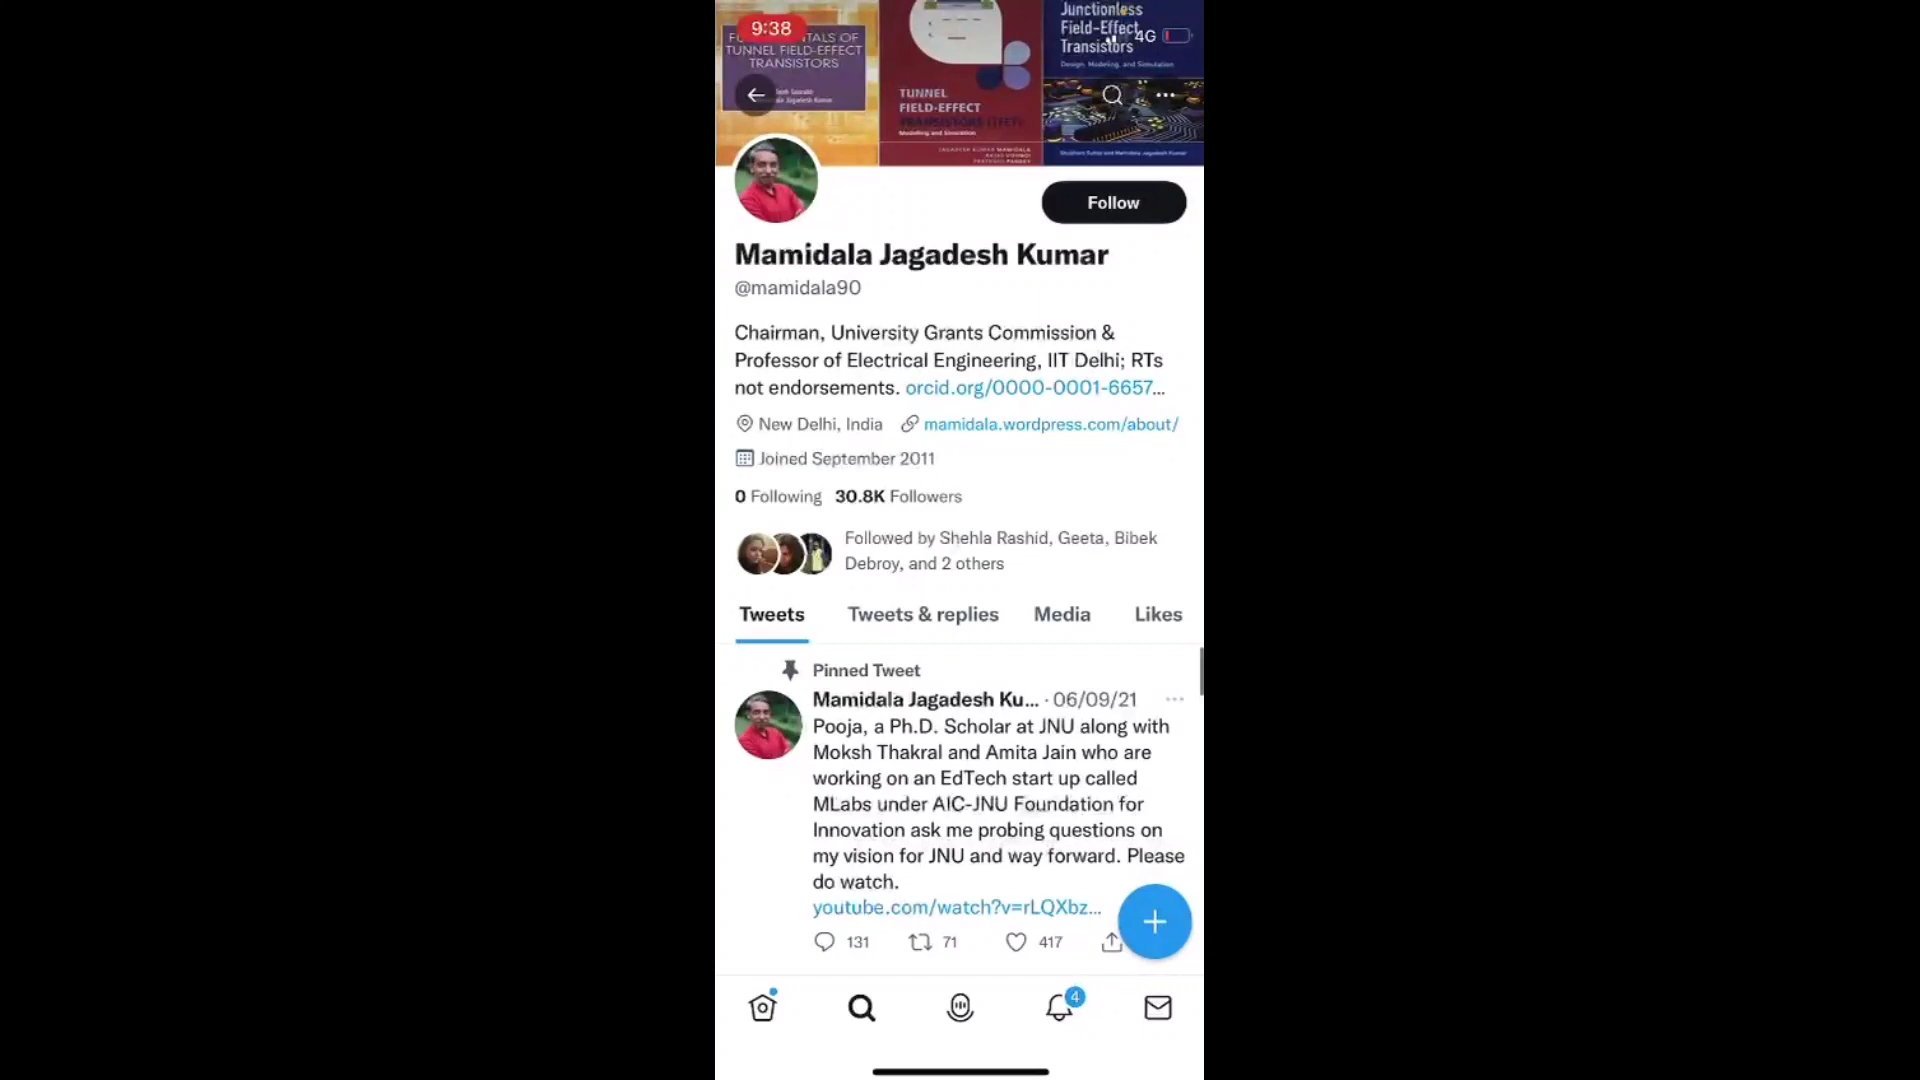 9:38
4G
TUNNEL FIELD-EFFECT
TRANSISTORS
TUNNEL
FIELD-EFFECT
TRANSISTORS (TFET)
Modelling and Simulation
JAGADESH KUMAR MAMIDALA
Junctionless
Field-Effect
Transistors
Design, Modeling, and Simulation
Follow
Mamidala Jagadesh Kumar
@mamidala90
Chairman, University Grants Commission &
Professor of Electrical Engineering, IIT Delhi; RTs
not endorsements. orcid.org/0000-0001-6657...
New Delhi, India mamidala.wordpress.com/about/
Joined September 2011
0 Following 30.8K Followers
Followed by Shehla Rashid, Geeta, Bibek
Debroy, and 2 others
Tweets Tweets & replies Media Likes
Pinned Tweet
Mamidala Jagadesh Ku... · 06/09/21
Pooja, a Ph.D. Scholar at JNU along with
Moksh Thakral and Amita Jain who are
working on an EdTech start up called
MLabs under AIC-JNU Foundation for
Innovation ask me probing questions on
my vision for JNU and way forward. Please
do watch.
youtube.com/watch?v=rLQXbz...
131 71 417
4